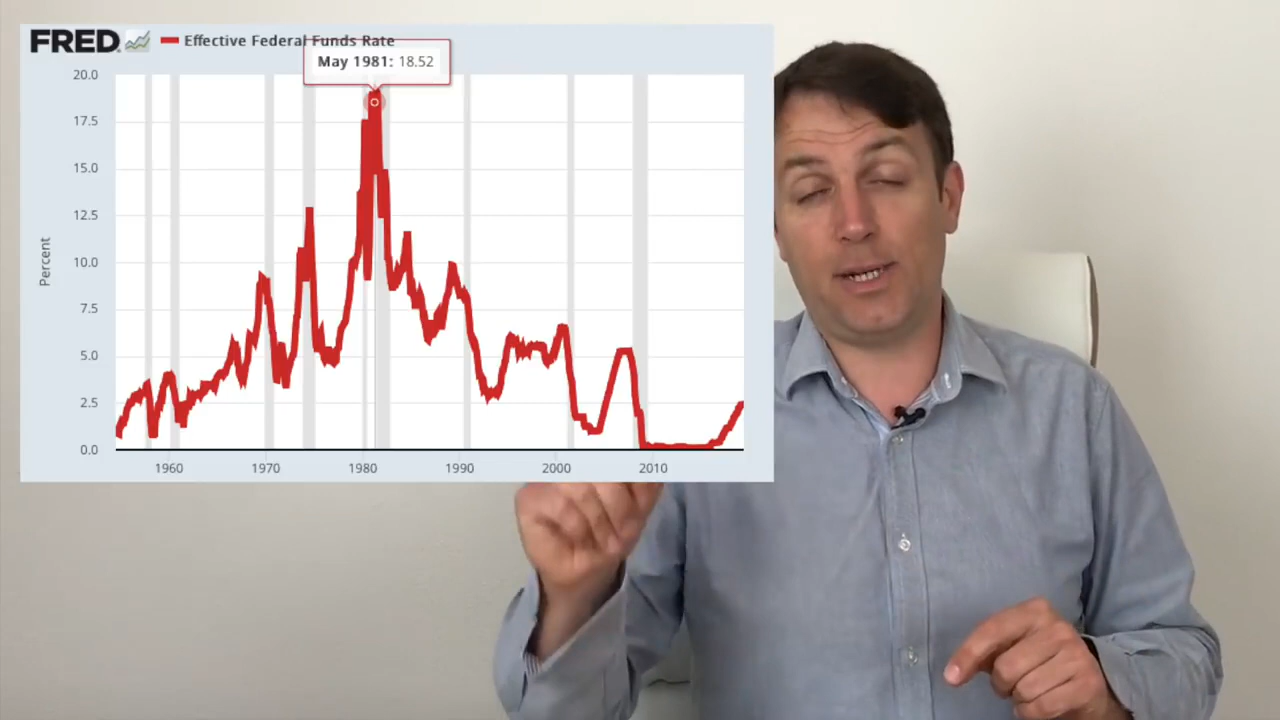 FRED
Effective Federal Funds Rate
May 1981: 18.52
20.0
17.5
15.0
12.5
10.0
7.5
5.0
2.5
0.0
Percent
1960 1970 1980 1990 2000 2010